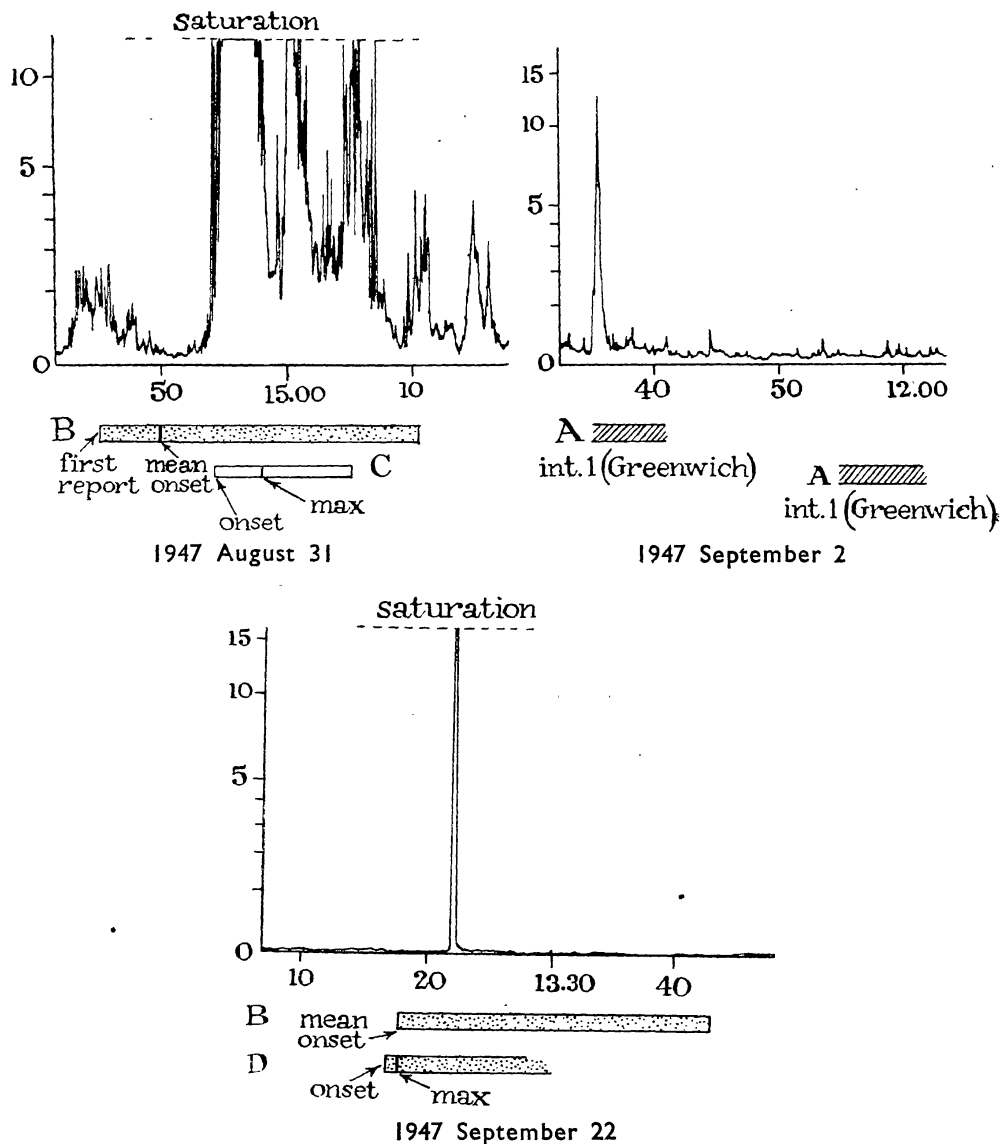 saturation
10
5
0
50
15.00
10
B
first report
mean onset
C
onset
max
1947 August 31
15
10
5
0
40
50
12.00
A
int.1 (Greenwich)
A
int.1 (Greenwich)
1947 September 2
saturation
15
10
5
0
10
20
13.30
40
B
mean onset
D
onset
max
1947 September 22